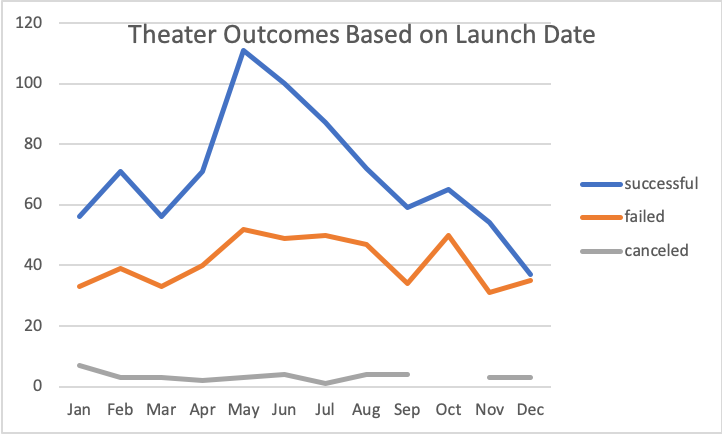 Theater Outcomes Based on Launch Date
120
100
80
60
40
20
0
Jan Feb Mar Apr May Jun Jul Aug Sep Oct Nov Dec
successful
failed
canceled